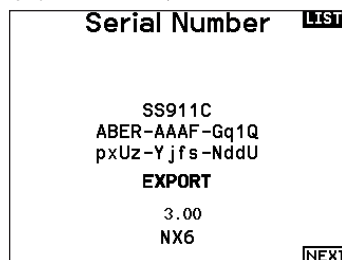 Serial Number LIST
SS911C
ABER-AAAF-Gq1Q
pxUz-Yjfs-NddU
EXPORT
3.00
NX6
NEXT